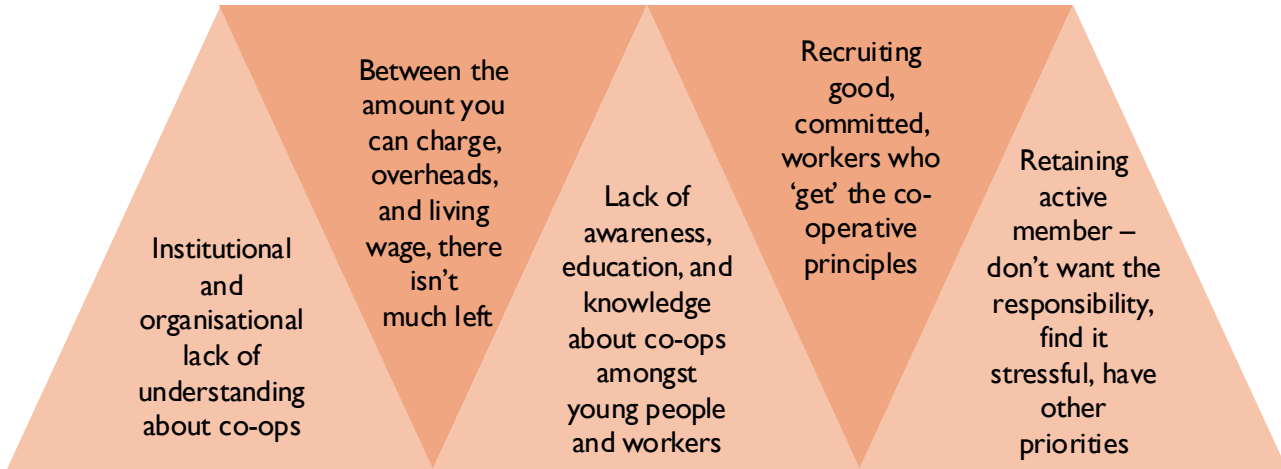 Institutional
and
organisational
lack of
understanding
about co-ops
Between the
amount you
can charge,
overheads,
and living
wage, there
isn't
much left
Lack of
awareness,
education, and
knowledge
about co-ops
amongst
young people
and workers
Recruiting
good,
committed,
workers who
‘get’ the co-
operative
principles
Retaining
active
member –
don’t want the
responsibility,
find it
stressful, have
other
priorities